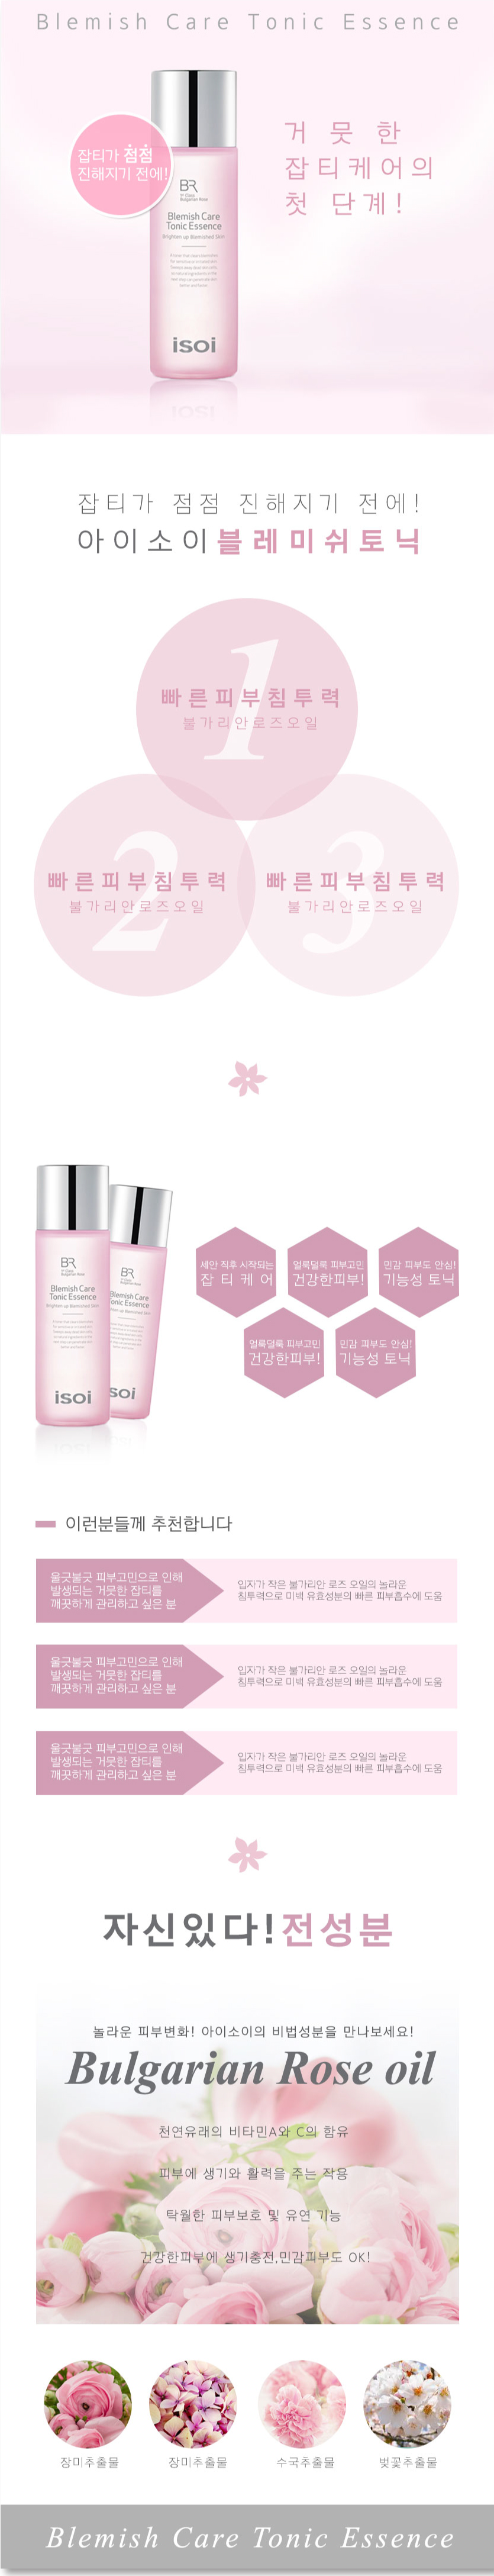 Blemish Care Tonic Essence
거뭇한
잡티케어의
첫 단계!
잡티가 점점
진해지기 전에!
BR
1st Class
Bulgarian Rose
Blemish Care
Tonic Essence
Brighten up Blemished Skin
isoi
잡티가 점점 진해지기 전에!
아이소이블레미쉬토닉
1
빠른피부침투력
불가리안로즈오일
2
빠른피부침투력
불가리안로즈오일
3
빠른피부침투력
불가리안로즈오일
BR
1st Class
Bulgarian Rose
Blemish Care
Tonic Essence
Brighten up Blemished Skin
isoi
BR
Blemish Care
Tonic Essence
isoi
세안 직후 시작되는
잡티케어
얼룩덜룩 피부고민
건강한피부!
민감 피부도 안심!
기능성 토닉
얼룩덜룩 피부고민
건강한피부!
민감 피부도 안심!
기능성 토닉
이런분들께 추천합니다
울긋불긋 피부고민으로 인해
발생되는 거뭇한 잡티를
깨끗하게 관리하고 싶은 분
입자가 작은 불가리안 로즈 오일의 놀라운
침투력으로 미백 유효성분의 빠른 피부흡수에 도움
울긋불긋 피부고민으로 인해
발생되는 거뭇한 잡티를
깨끗하게 관리하고 싶은 분
입자가 작은 불가리안 로즈 오일의 놀라운
침투력으로 미백 유효성분의 빠른 피부흡수에 도움
울긋불긋 피부고민으로 인해
발생되는 거뭇한 잡티를
깨끗하게 관리하고 싶은 분
입자가 작은 불가리안 로즈 오일의 놀라운
침투력으로 미백 유효성분의 빠른 피부흡수에 도움
자신있다!전성분
놀라운 피부변화! 아이소이의 비법성분을 만나보세요!
Bulgarian Rose oil
천연유래의 비타민A와 C의 함유
피부에 생기와 활력을 주는 작용
탁월한 피부보호 및 유연 기능
건강한피부에 생기충전,민감피부도 OK!
장미추출물
장미추출물
수국추출물
벚꽃추출물
Blemish Care Tonic Essence